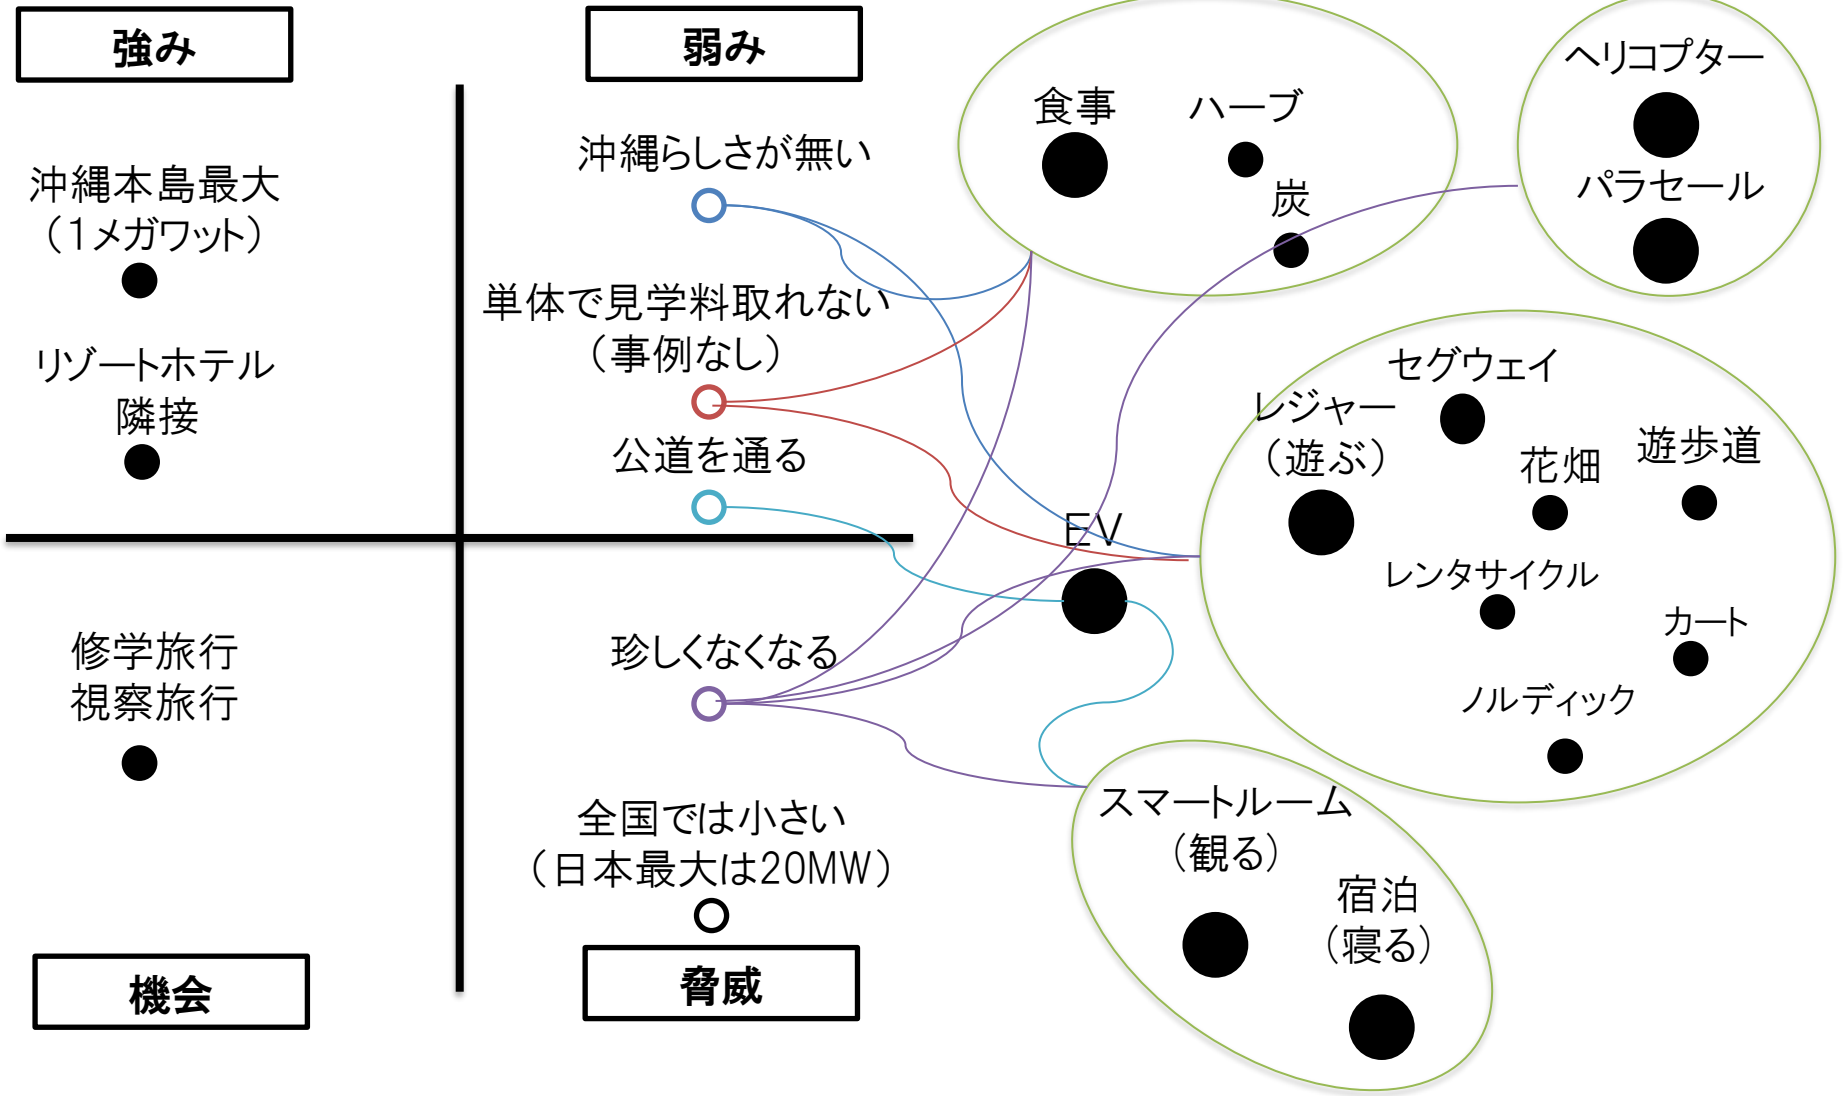 強み
沖縄本島最大
（1メガワット）
リゾートホテル
隣接
弱み
沖縄らしさが無い
単体で見学料取れない
（事例なし）
公道を通る
修学旅行
視察旅行
機会
珍しくなくなる
全国では小さい
（日本最大は20MW）
脅威
食事
ハーブ
炭
ヘリコプター
パラセール
EV
セグウェイ
レジャー
（遊ぶ）
花畑
遊歩道
レンタサイクル
カート
ノルディック
スマートルーム
（観る）
宿泊
（寝る）